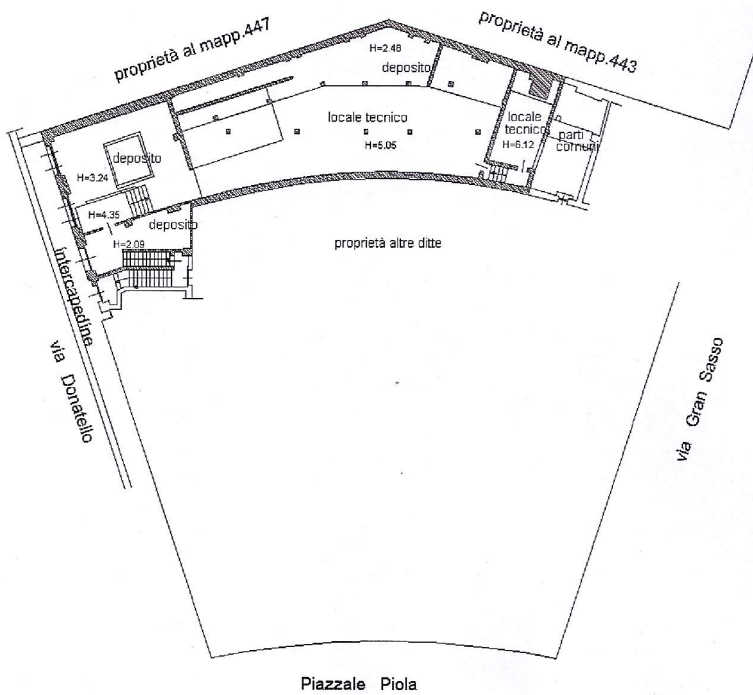 proprietà al mapp.447
proprietà al mapp.443
H=2.48
deposito
locale tecnico
H=5.05
locale
tecnico
H=6.12
parti
comuni
deposito
H=3.24
H=4.35
deposito
H=2.09
proprietà altre ditte
intercapedine
via Donatello
via Gran Sasso
Piazzale Piola